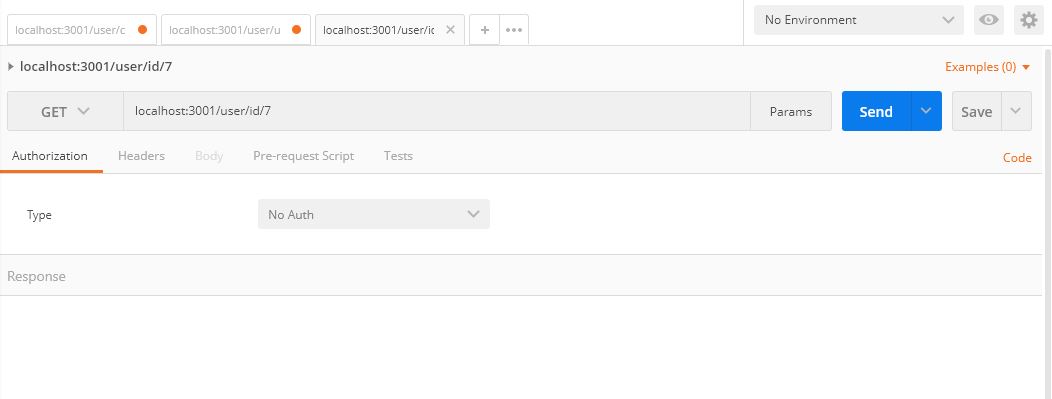 localhost:3001/user/c localhost:3001/user/u localhost:3001/user/id No Environment
localhost:3001/user/id/7 Examples (0)
GET localhost:3001/user/id/7 Params Send Save
Authorization Headers Body Pre-request Script Tests Code
Type No Auth
Response